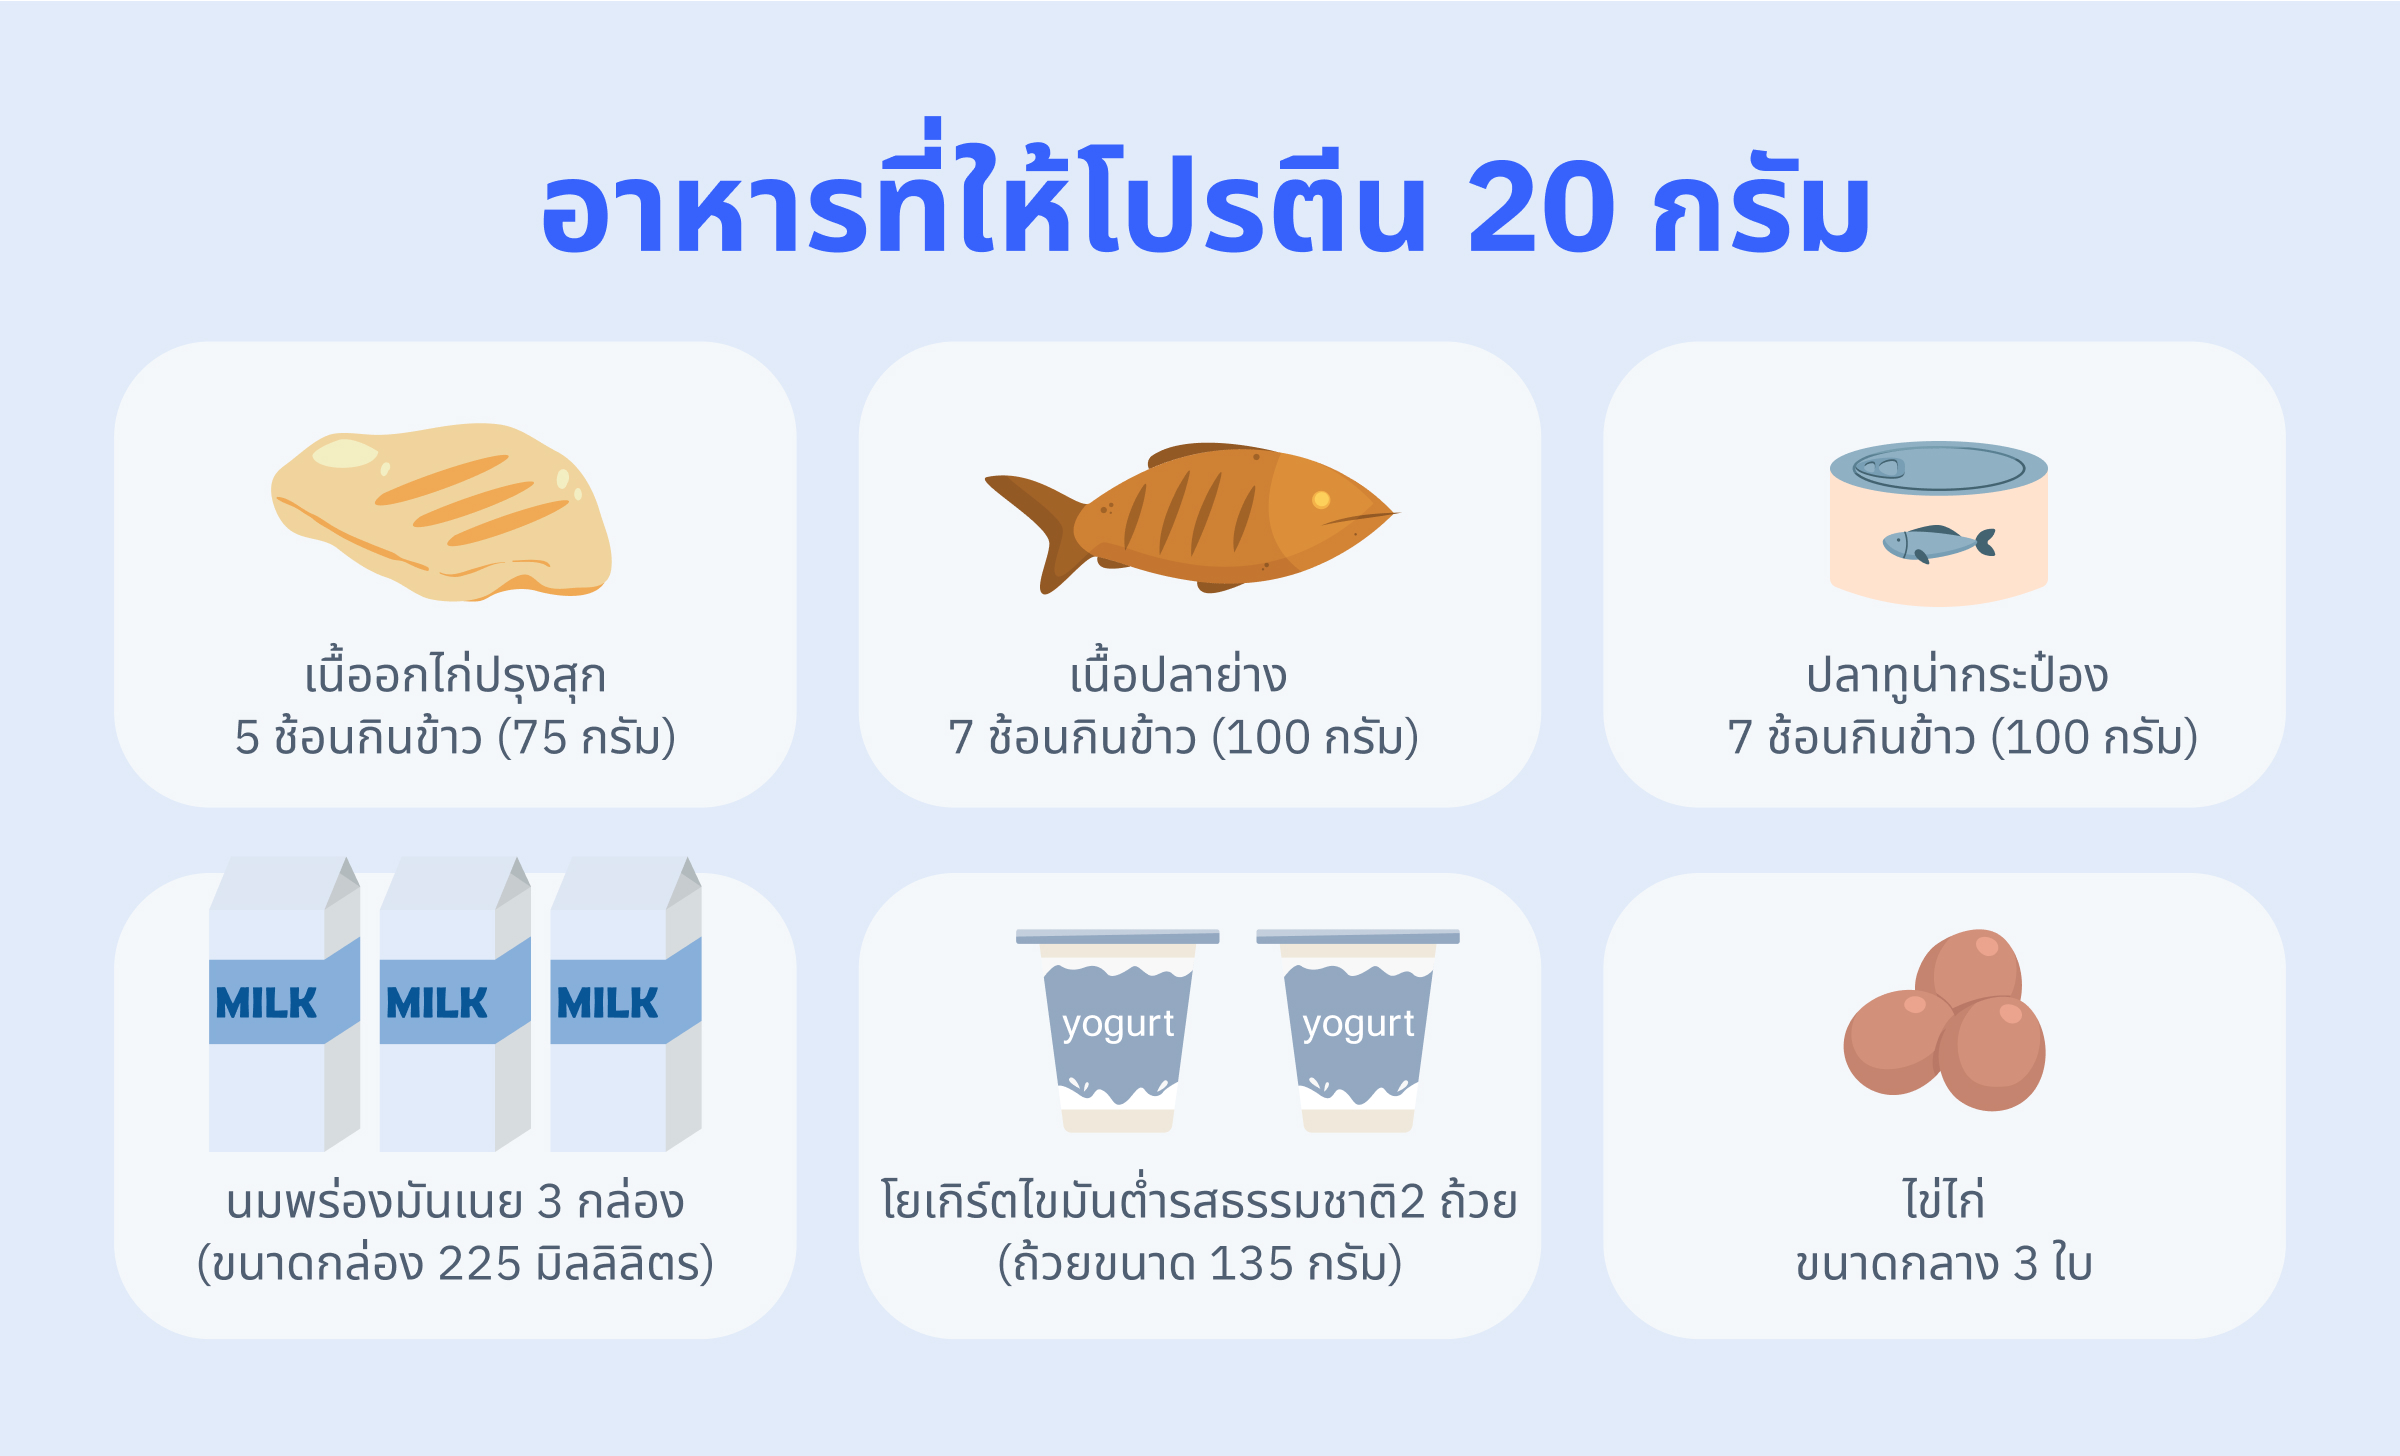 อาหารที่ให้โปรตีน 20 กรัม
เนื้ออกไก่ปรุงสุก
5 ช้อนกินข้าว (75 กรัม)
เนื้อปลาย่าง
7 ช้อนกินข้าว (100 กรัม)
ปลาทูน่ากระป๋อง
7 ช้อนกินข้าว (100 กรัม)
MILK MILK MILK
นมพร่องมันเนย 3 กล่อง
(ขนาดกล่อง 225 มิลลิลิตร)
yogurt yogurt
โยเกิร์ตไขมันต่ำรสธรรมชาติ2 ถ้วย
(ถ้วยขนาด 135 กรัม)
ไข่ไก่
ขนาดกลาง 3 ใบ